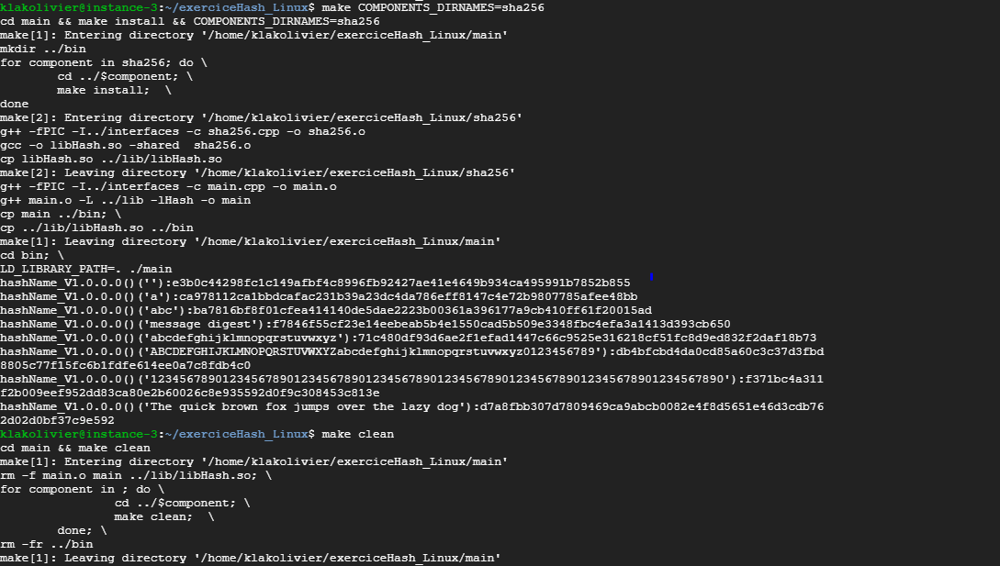 klakolivier@instance-3:~/exerciceHash_Linux$ make COMPONENTS_DIRNAMES=sha256
cd main && make install && COMPONENTS_DIRNAMES=sha256
make[1]: Entering directory '/home/klakolivier/exerciceHash_Linux/main'
mkdir ../bin
for component in sha256; do \
        cd ../$component; \
        make install;  \
done
make[2]: Entering directory '/home/klakolivier/exerciceHash_Linux/sha256'
g++ -fPIC -I../interfaces -c sha256.cpp -o sha256.o
gcc -o libHash.so -shared  sha256.o
cp libHash.so ../lib/libHash.so
make[2]: Leaving directory '/home/klakolivier/exerciceHash_Linux/sha256'
g++ -fPIC -I../interfaces -c main.cpp -o main.o
g++ main.o -L ../lib -lHash -o main
cp main ../bin; \
cp ../lib/libHash.so ../bin
make[1]: Leaving directory '/home/klakolivier/exerciceHash_Linux/main'
cd bin; \
LD_LIBRARY_PATH=. ./main
hashName_V1.0.0.0()(''):e3b0c44298fc1c149afbf4c8996fb92427ae41e4649b934ca495991b7852b855
hashName_V1.0.0.0()('a'):ca978112ca1bbdcafac231b39a23dc4da786eff8147c4e72b9807785afee48bb
hashName_V1.0.0.0()('abc'):ba7816bf8f01cfea414140de5dae2223b00361a396177a9cb410ff61f20015ad
hashName_V1.0.0.0()('message digest'):f7846f55cf23e14eebeab5b4e1550cad5b509e3348fbc4efa3a1413d393cb650
hashName_V1.0.0.0()('abcdefghijklmnopqrstuvwxyz'):71c480df93d6ae2f1efad1447c66c9525e316218cf51fc8d9ed832f2daf18b73
hashName_V1.0.0.0()('ABCDEFGHIJKLMNOPQRSTUVWXYZabcdefghijklmnopqrstuvwxyz0123456789'):db4bfcbd4da0cd85a60c3c37d3fbd
8805c77f15fc6b1fdfe614ee0a7c8fdb4c0
hashName_V1.0.0.0()('12345678901234567890123456789012345678901234567890123456789012345678901234567890'):f371bc4a311
f2b009eef952dd83ca80e2b60026c8e935592d0f9c308453c813e
hashName_V1.0.0.0()('The quick brown fox jumps over the lazy dog'):d7a8fbb307d7809469ca9abcb0082e4f8d5651e46d3cdb76
2d02d0bf37c9e592
klakolivier@instance-3:~/exerciceHash_Linux$ make clean
cd main && make clean
make[1]: Entering directory '/home/klakolivier/exerciceHash_Linux/main'
rm -f main.o main ../lib/libHash.so; \
for component in ; do \
                cd ../$component; \
                make clean;  \
        done; \
rm -fr ../bin
make[1]: Leaving directory '/home/klakolivier/exerciceHash_Linux/main'